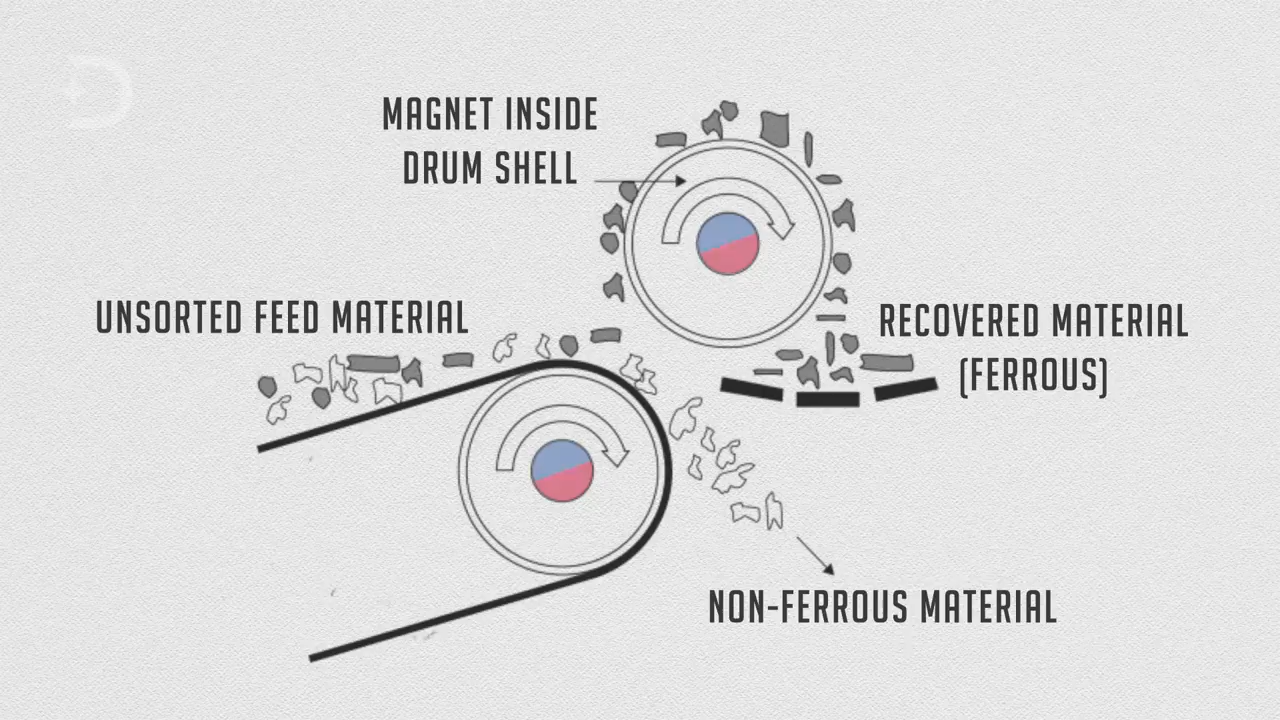 MAGNET INSIDE
DRUM SHELL
UNSORTED FEED MATERIAL
RECOVERED MATERIAL
(FERROUS)
NON-FERROUS MATERIAL